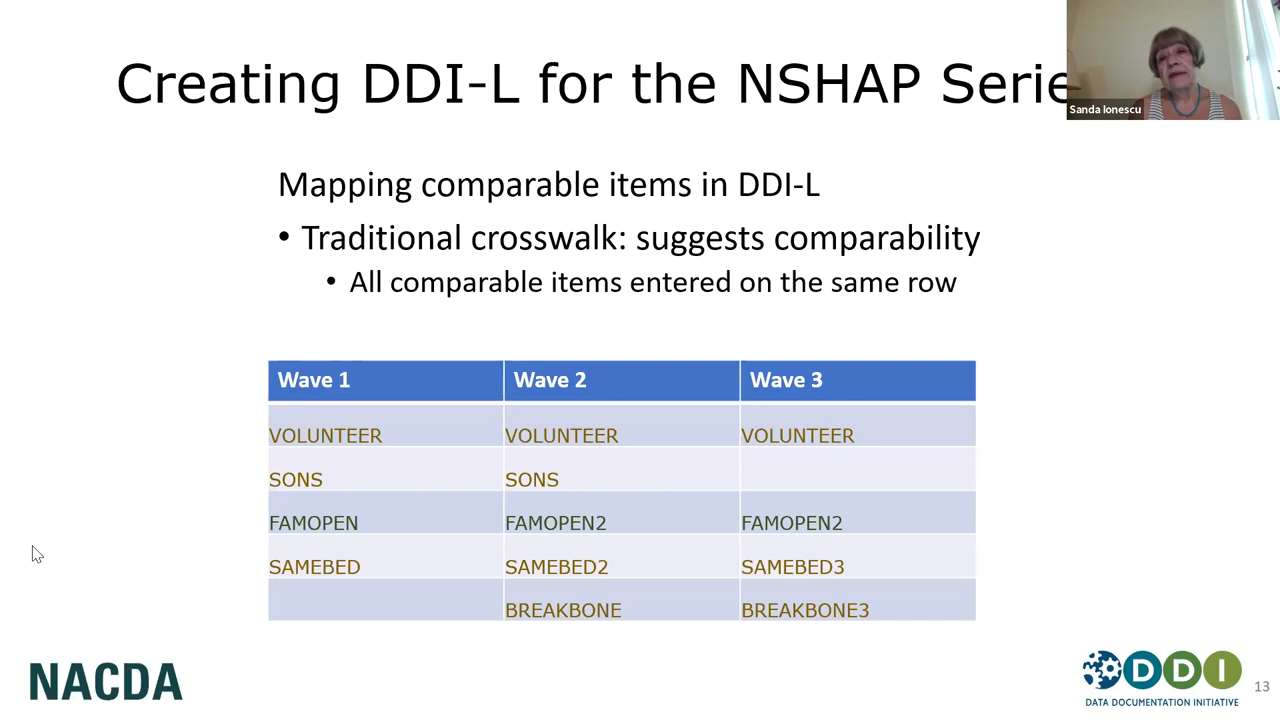 Creating DDI-L for the NSHAP Serie
Sanda Ionescu
Mapping comparable items in DDI-L
• Traditional crosswalk: suggests comparability
• All comparable items entered on the same row
Wave 1 Wave 2 Wave 3
VOLUNTEER VOLUNTEER VOLUNTEER
SONS SONS
FAMOPEN FAMOPEN2 FAMOPEN2
SAMEBED SAMEBED2 SAMEBED3
BREAKBONE BREAKBONE3
NACDA
DDI
DATA DOCUMENTATION INITIATIVE
13